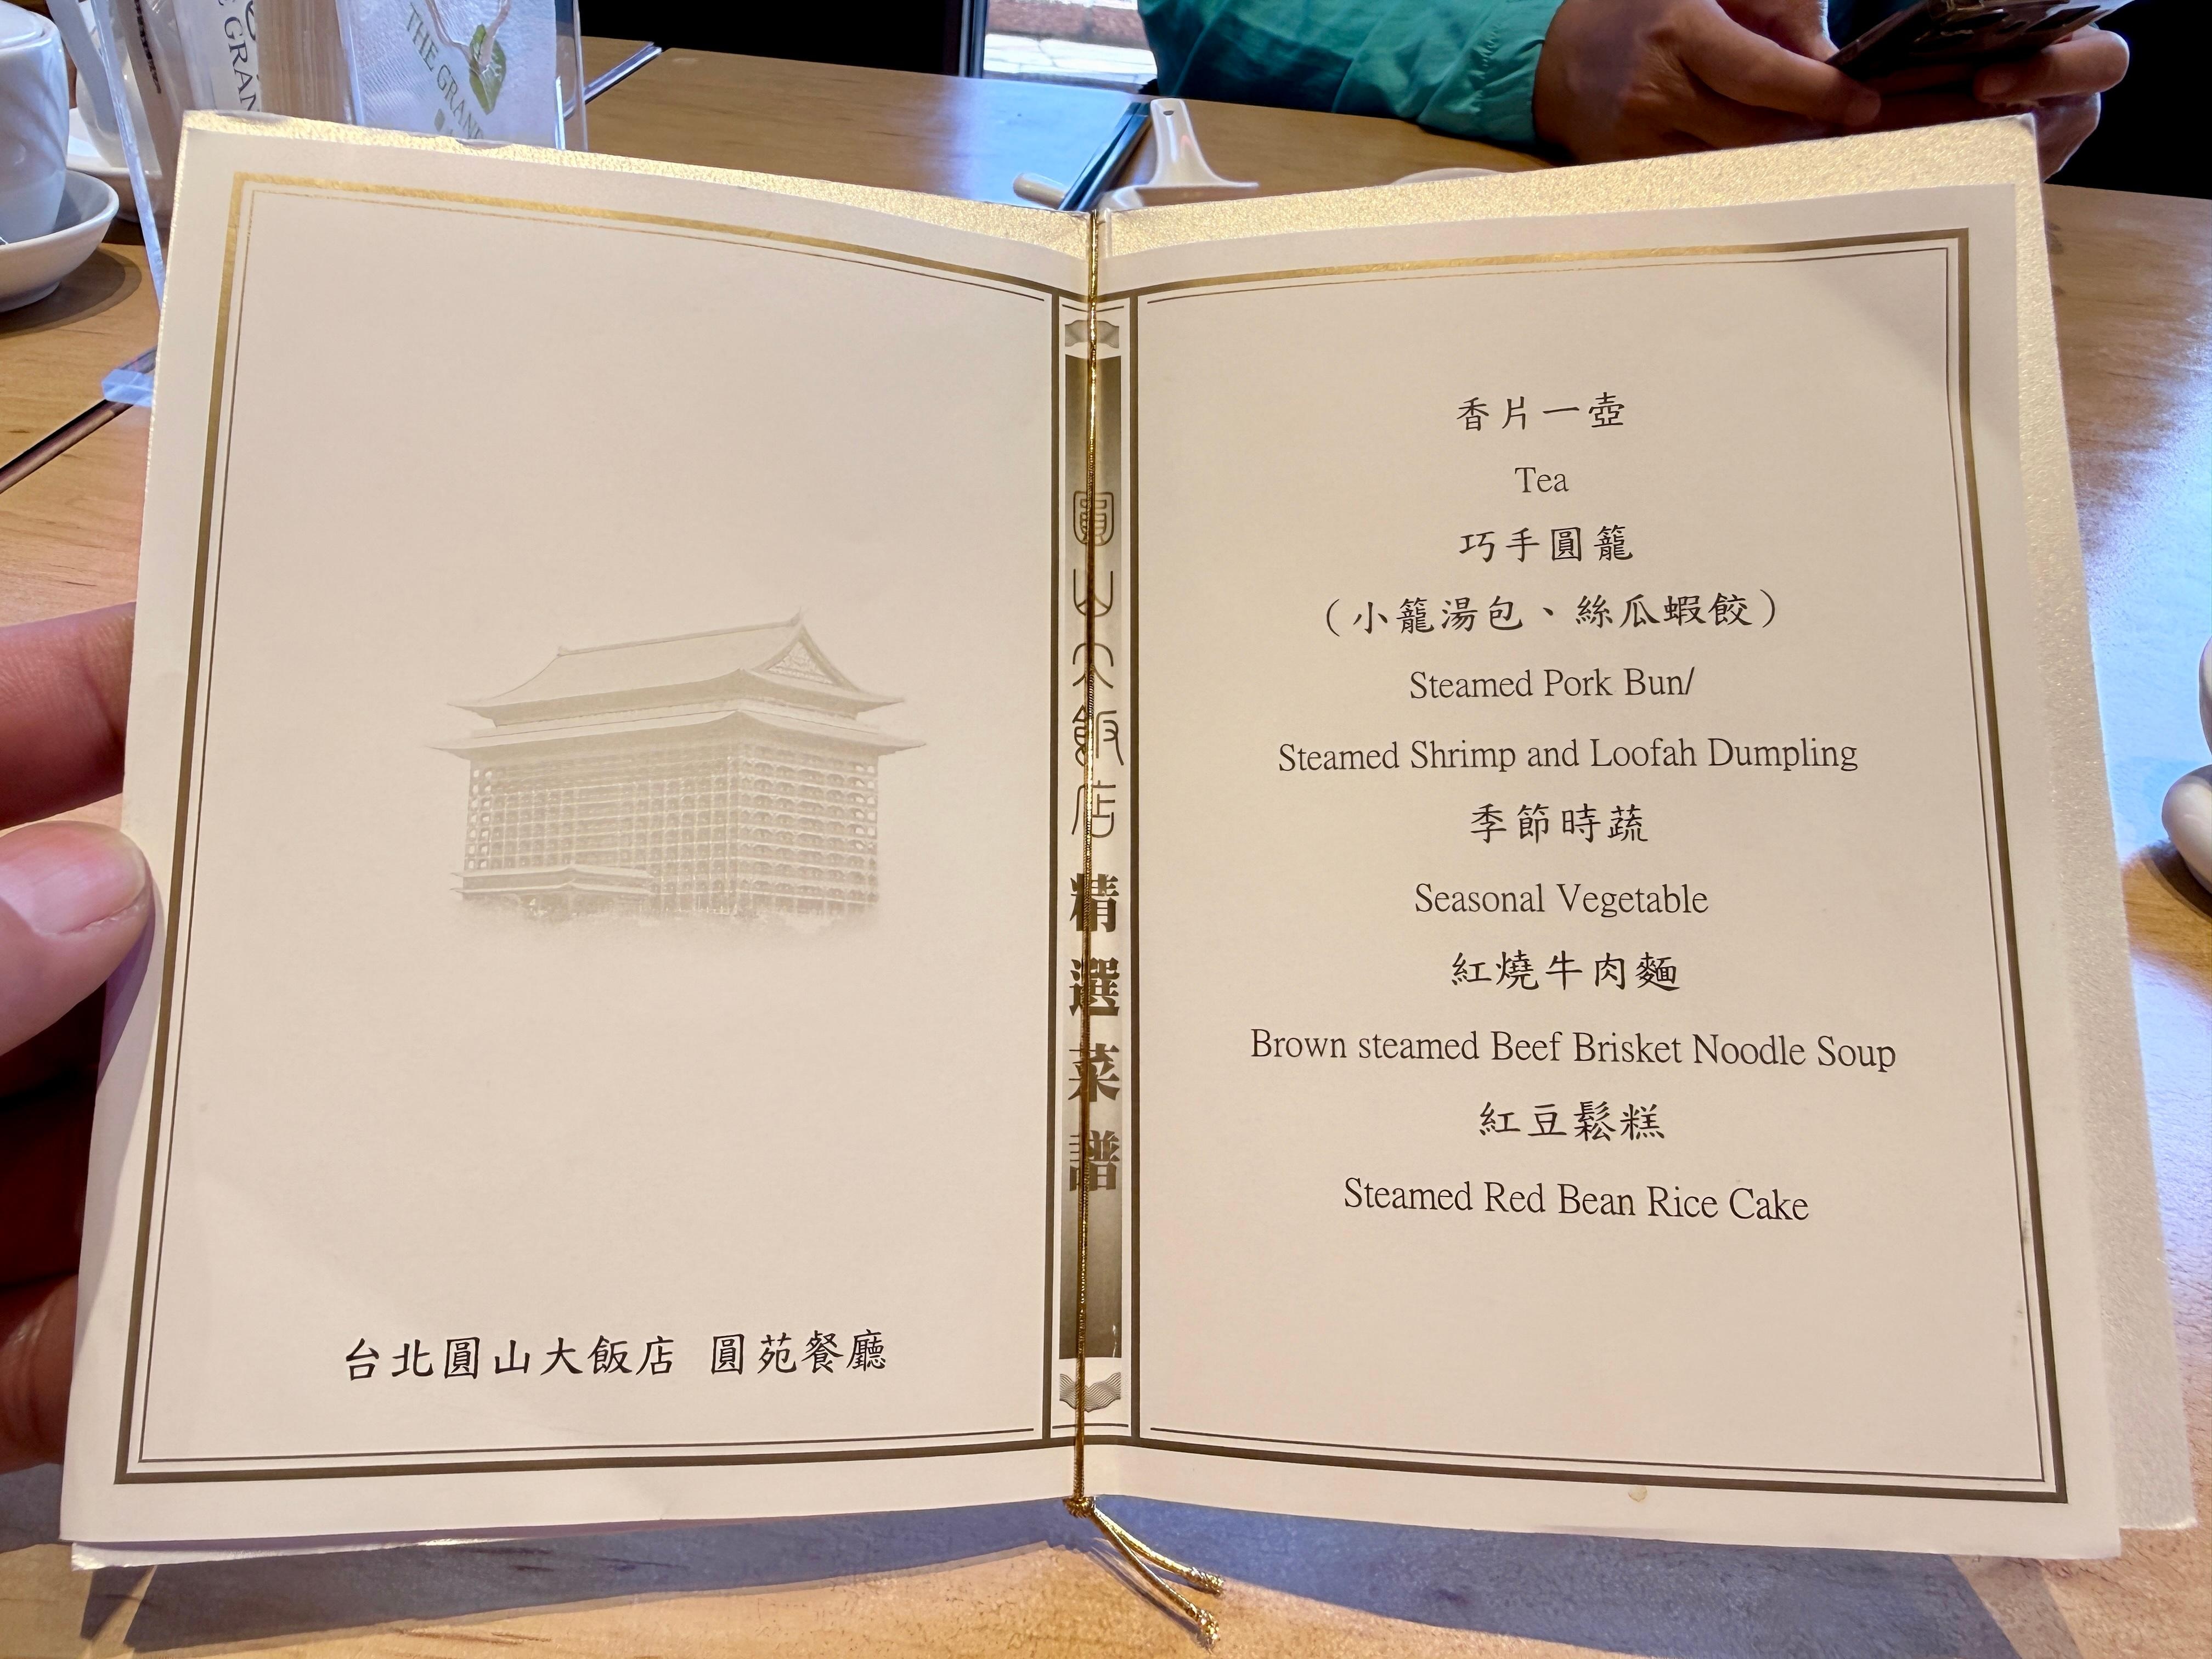 THE GRAN
GRAN
台北圓山大飯店 圓苑餐廳
圓山大飯店精選菜譜
香片一壺
Tea
巧手圓籠
（小籠湯包、絲瓜蝦餃）
Steamed Pork Bun/
Steamed Shrimp and Loofah Dumpling
季節時蔬
Seasonal Vegetable
紅燒牛肉麵
Brown steamed Beef Brisket Noodle Soup
紅豆鬆糕
Steamed Red Bean Rice Cake